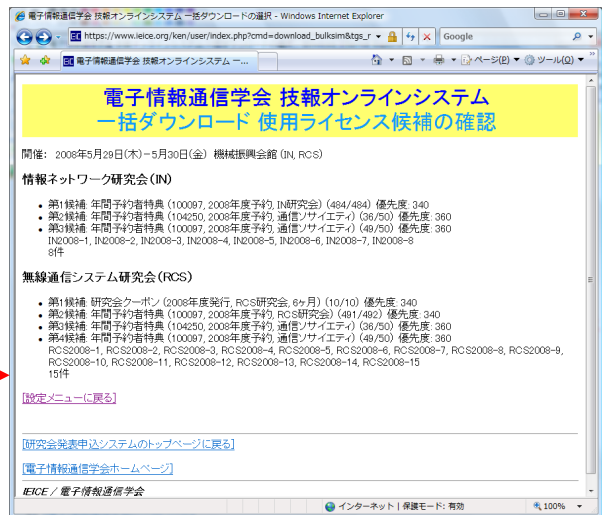 電子情報通信学会 技報オンラインシステム 一括ダウンロードの選択 - Windows Internet Explorer
https://www.ieice.org/ken/user/index.php?cmd=download_bulksim&tgs_r
Google
電子情報通信学会 技報オンラインシステム 一...
ページ(P) ツール(O)
電子情報通信学会 技報オンラインシステム
一括ダウンロード 使用ライセンス候補の確認
開催: 2008年5月29日(木)-5月30日(金) 機械振興会館 (IN, RCS)
情報ネットワーク研究会(IN)
• 第1候補: 年間予約者特典 (100097, 2008年度予約, IN研究会) (484/484) 優先度: 340
• 第2候補: 年間予約者特典 (104250, 2008年度予約, 通信ソサイエティ) (36/50) 優先度: 360
• 第3候補: 年間予約者特典 (100097, 2008年度予約, 通信ソサイエティ) (49/50) 優先度: 360
IN2008-1, IN2008-2, IN2008-3, IN2008-4, IN2008-5, IN2008-6, IN2008-7, IN2008-8
8件
無線通信システム研究会(RCS)
• 第1候補: 研究会クーポン (2008年度発行, RCS研究会, 6ヶ月) (10/10) 優先度: 340
• 第2候補: 年間予約者特典 (100097, 2008年度予約, RCS研究会) (491/492) 優先度: 340
• 第3候補: 年間予約者特典 (104250, 2008年度予約, 通信ソサイエティ) (36/50) 優先度: 360
• 第4候補: 年間予約者特典 (100097, 2008年度予約, 通信ソサイエティ) (49/50) 優先度: 360
RCS2008-1, RCS2008-2, RCS2008-3, RCS2008-4, RCS2008-5, RCS2008-6, RCS2008-7, RCS2008-8, RCS2008-9,
RCS2008-10, RCS2008-11, RCS2008-12, RCS2008-13, RCS2008-14, RCS2008-15
15件
[設定メニューに戻る]
[研究会発表申込システムのトップページに戻る]
[電子情報通信学会ホームページ]
IEICE / 電子情報通信学会
インターネット | 保護モード: 有効
100%